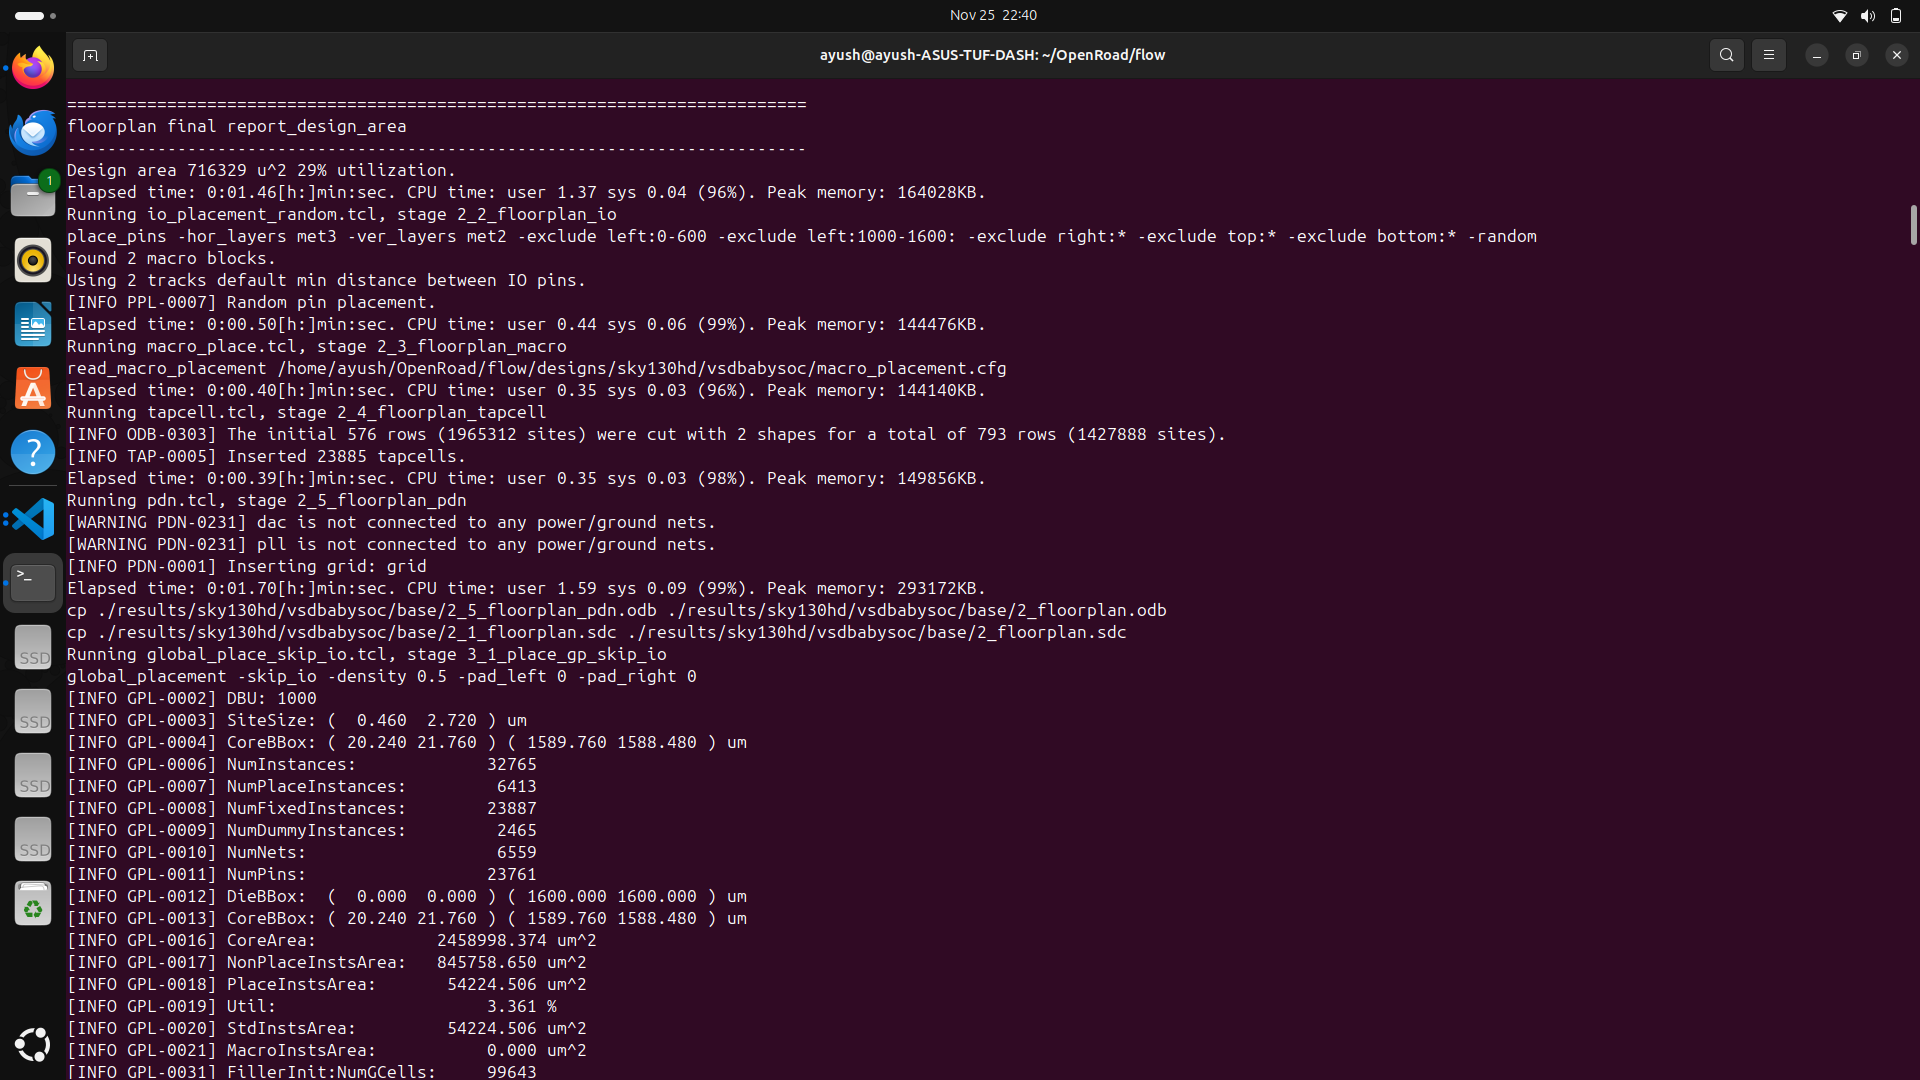 Nov 25  22:40
ayush@ayush-ASUS-TUF-DASH: ~/OpenRoad/flow
==========================================================================
floorplan final report_design_area
--------------------------------------------------------------------------
Design area 716329 u^2 29% utilization.
Elapsed time: 0:01.46[h:]min:sec. CPU time: user 1.37 sys 0.04 (96%). Peak memory: 164028KB.
Running io_placement_random.tcl, stage 2_2_floorplan_io
place_pins -hor_layers met3 -ver_layers met2 -exclude left:0-600 -exclude left:1000-1600: -exclude right:* -exclude top:* -exclude bottom:* -random
Found 2 macro blocks.
Using 2 tracks default min distance between IO pins.
[INFO PPL-0007] Random pin placement.
Elapsed time: 0:00.50[h:]min:sec. CPU time: user 0.44 sys 0.06 (99%). Peak memory: 144476KB.
Running macro_place.tcl, stage 2_3_floorplan_macro
read_macro_placement /home/ayush/OpenRoad/flow/designs/sky130hd/vsdbabysoc/macro_placement.cfg
Elapsed time: 0:00.40[h:]min:sec. CPU time: user 0.35 sys 0.03 (96%). Peak memory: 144140KB.
Running tapcell.tcl, stage 2_4_floorplan_tapcell
[INFO ODB-0303] The initial 576 rows (1965312 sites) were cut with 2 shapes for a total of 793 rows (1427888 sites).
[INFO TAP-0005] Inserted 23885 tapcells.
Elapsed time: 0:00.39[h:]min:sec. CPU time: user 0.35 sys 0.03 (98%). Peak memory: 149856KB.
Running pdn.tcl, stage 2_5_floorplan_pdn
[WARNING PDN-0231] dac is not connected to any power/ground nets.
[WARNING PDN-0231] pll is not connected to any power/ground nets.
[INFO PDN-0001] Inserting grid: grid
Elapsed time: 0:01.70[h:]min:sec. CPU time: user 1.59 sys 0.09 (99%). Peak memory: 293172KB.
cp ./results/sky130hd/vsdbabysoc/base/2_5_floorplan_pdn.odb ./results/sky130hd/vsdbabysoc/base/2_floorplan.odb
cp ./results/sky130hd/vsdbabysoc/base/2_1_floorplan.sdc ./results/sky130hd/vsdbabysoc/base/2_floorplan.sdc
Running global_place_skip_io.tcl, stage 3_1_place_gp_skip_io
global_placement -skip_io -density 0.5 -pad_left 0 -pad_right 0
[INFO GPL-0002] DBU: 1000
[INFO GPL-0003] SiteSize: (  0.460  2.720 ) um
[INFO GPL-0004] CoreBBox: ( 20.240 21.760 ) ( 1589.760 1588.480 ) um
[INFO GPL-0006] NumInstances:             32765
[INFO GPL-0007] NumPlaceInstances:         6413
[INFO GPL-0008] NumFixedInstances:        23887
[INFO GPL-0009] NumDummyInstances:         2465
[INFO GPL-0010] NumNets:                   6559
[INFO GPL-0011] NumPins:                  23761
[INFO GPL-0012] DieBBox:  (  0.000  0.000 ) ( 1600.000 1600.000 ) um
[INFO GPL-0013] CoreBBox: ( 20.240 21.760 ) ( 1589.760 1588.480 ) um
[INFO GPL-0016] CoreArea:            2458998.374 um^2
[INFO GPL-0017] NonPlaceInstsArea:   845758.650 um^2
[INFO GPL-0018] PlaceInstsArea:       54224.506 um^2
[INFO GPL-0019] Util:                     3.361 %
[INFO GPL-0020] StdInstsArea:         54224.506 um^2
[INFO GPL-0021] MacroInstsArea:           0.000 um^2
[INFO GPL-0031] FillerInit:NumGCells:     99643
1
SSD
SSD
SSD
SSD